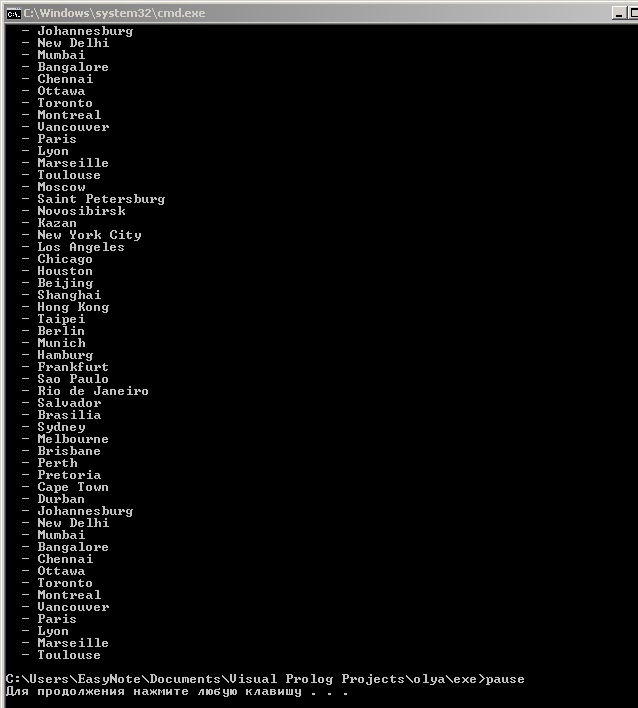 C:\Windows\system32\cmd.exe
- Johannesburg
- New Delhi
- Mumbai
- Bangalore
- Chennai
- Ottawa
- Toronto
- Montreal
- Vancouver
- Paris
- Lyon
- Marseille
- Toulouse
- Moscow
- Saint Petersburg
- Novosibirsk
- Kazan
- New York City
- Los Angeles
- Chicago
- Houston
- Beijing
- Shanghai
- Hong Kong
- Taipei
- Berlin
- Munich
- Hamburg
- Frankfurt
- Sao Paulo
- Rio de Janeiro
- Salvador
- Brasilia
- Sydney
- Melbourne
- Brisbane
- Perth
- Pretoria
- Cape Town
- Durban
- Johannesburg
- New Delhi
- Mumbai
- Bangalore
- Chennai
- Ottawa
- Toronto
- Montreal
- Vancouver
- Paris
- Lyon
- Marseille
- Toulouse
C:\Users\EasyNote\Documents\Visual Prolog Projects\olya\exe>pause
Для продолжения нажмите любую клавишу . . .